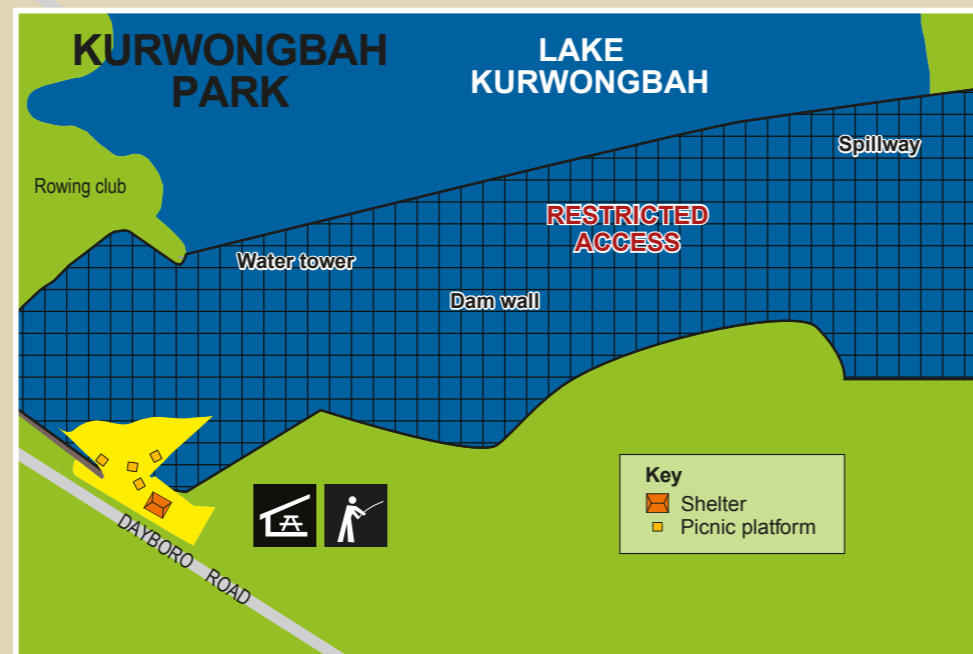 KURWONGBAH
PARK
LAKE
KURWONGBAH
Spillway
Rowing club
RESTRICTED
ACCESS
Water tower
Dam wall
Key
Shelter
Picnic platform
DAYBORO ROAD